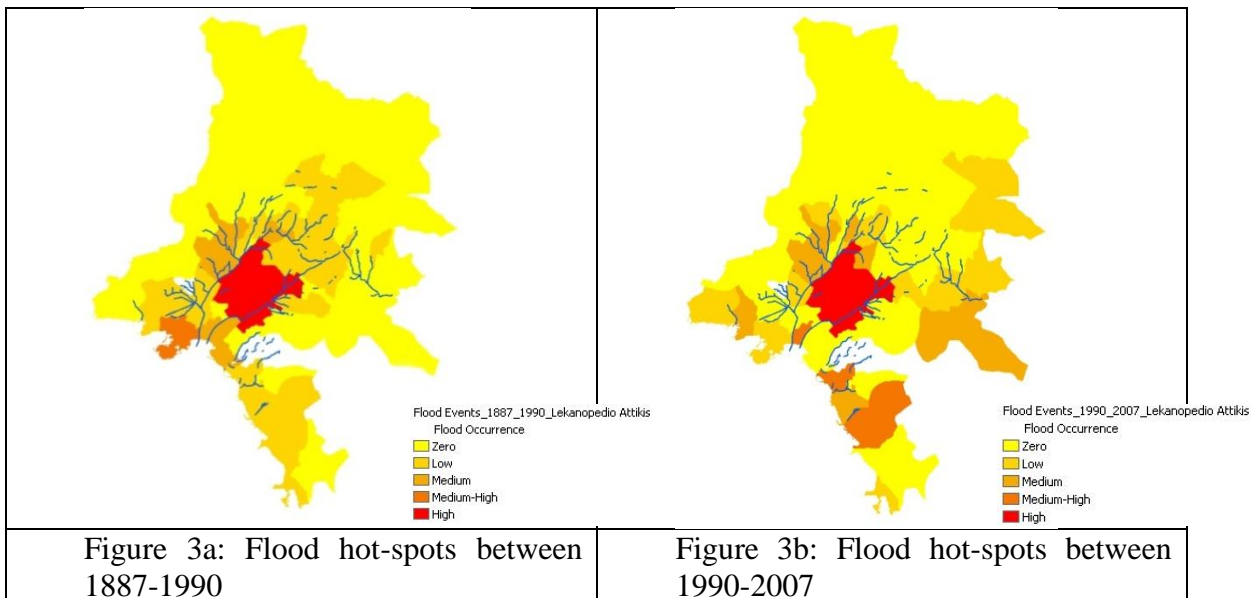 Flood Events_1887_1990_Lekanopedio Attikis
Flood Occurrence
Zero
Low
Medium
Medium-High
High
Flood Events_1990_2007_Lekanopedio Attikis
Flood Occurrence
Zero
Low
Medium
Medium-High
High
Figure 3a: Flood hot-spots between
1887-1990
Figure 3b: Flood hot-spots between
1990-2007